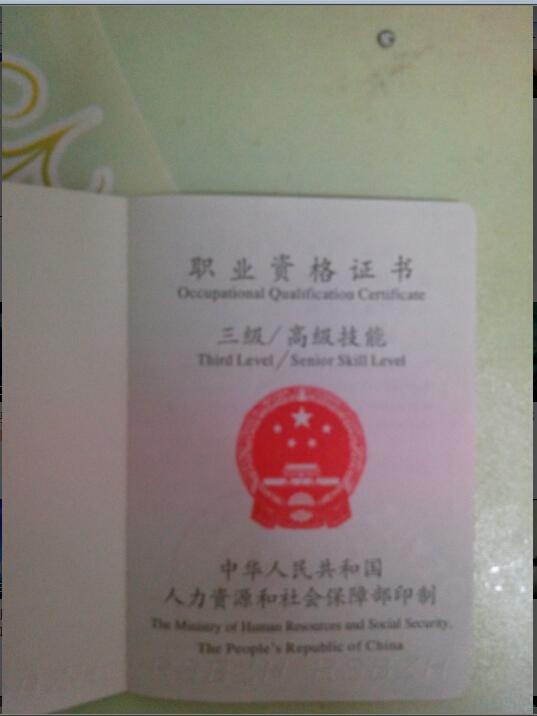 职业资格证书
Occupational Qualification Certificate
三级/高级技能
Third Level/Senior Skill Level
中华人民共和国
人力资源和社会保障部印制
The Ministry of Human Resources and Social Security,
The People's Republic of China